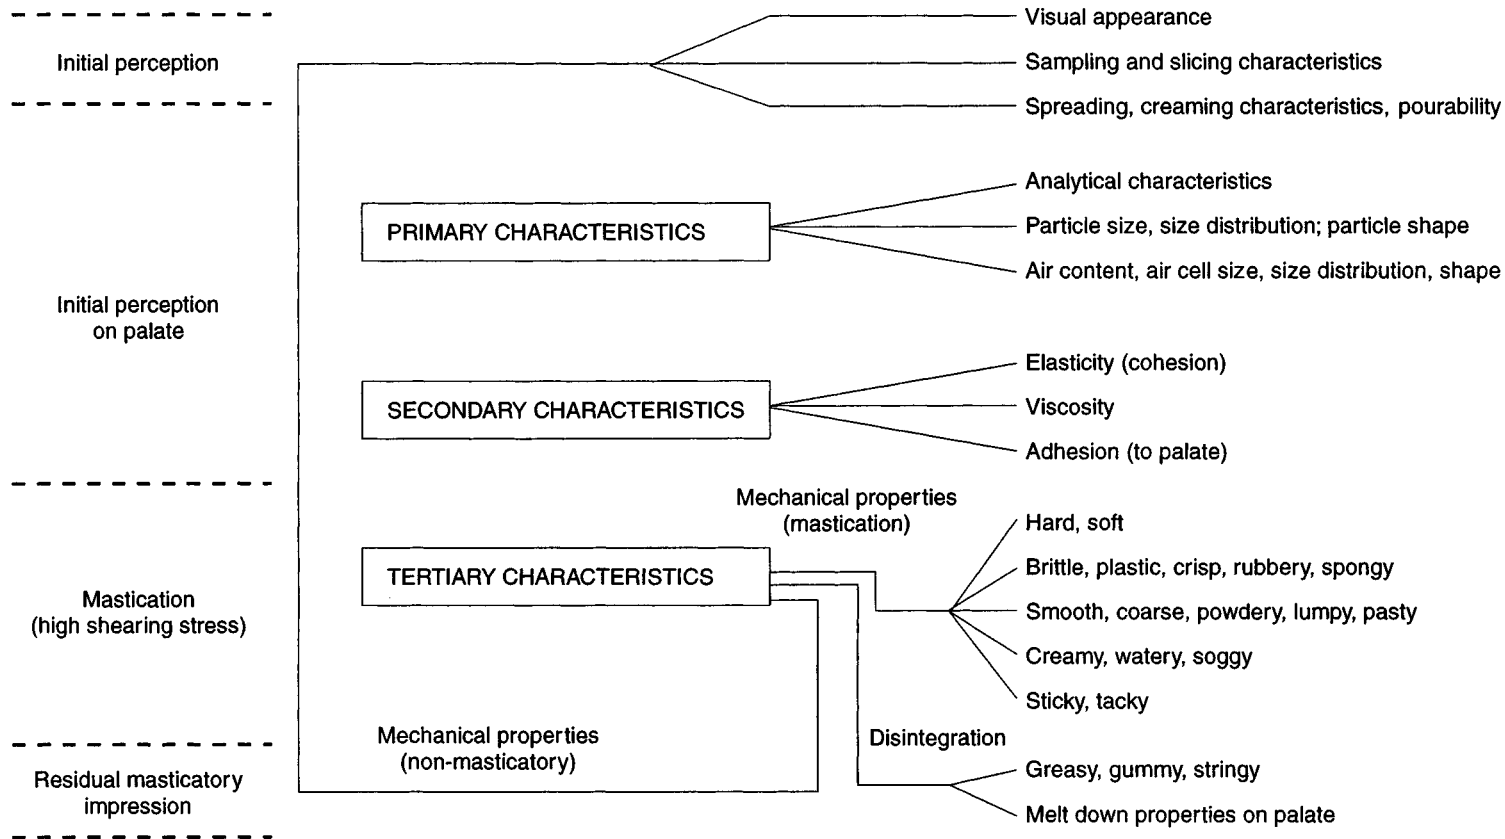 Visual appearance
Initial perception
Sampling and slicing characteristics
Spreading, creaming characteristics, pourability
Analytical characteristics
PRIMARY CHARACTERISTICS
Particle size, size distribution; particle shape
Air content, air cell size, size distribution, shape
Initial perception
on palate
Elasticity (cohesion)
SECONDARY CHARACTERISTICS
Viscosity
Adhesion (to palate)
Mechanical properties
(mastication)
Hard, soft
TERTIARY CHARACTERISTICS
Brittle, plastic, crisp, rubbery, spongy
Mastication
(high shearing stress)
Smooth, coarse, powdery, lumpy, pasty
Creamy, watery, soggy
Sticky, tacky
Mechanical properties
(non-masticatory)
Disintegration
Residual masticatory
impression
Greasy, gummy, stringy
Melt down properties on palate